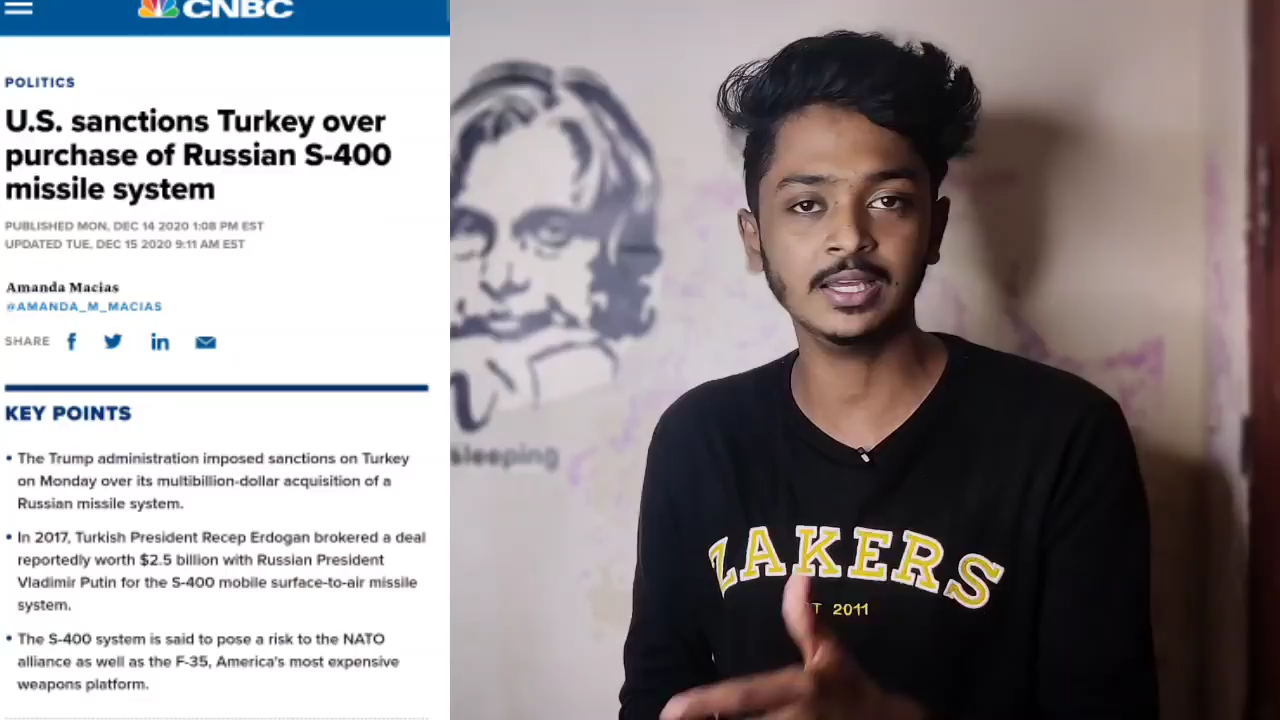 CNBC
POLITICS
U.S. sanctions Turkey over
purchase of Russian S-400
missile system
PUBLISHED MON, DEC 14 2020 1:08 PM EST
UPDATED TUE, DEC 15 2020 9:11 AM EST
Amanda Macias
@AMANDA_M_MACIAS
SHARE
KEY POINTS
• The Trump administration imposed sanctions on Turkey
on Monday over its multibillion-dollar acquisition of a
Russian missile system.
• In 2017, Turkish President Recep Erdogan brokered a deal
reportedly worth $2.5 billion with Russian President
Vladimir Putin for the S-400 mobile surface-to-air missile
system.
• The S-400 system is said to pose a risk to the NATO
alliance as well as the F-35, America's most expensive
weapons platform.
sleeping
ZAKERS
T 2011